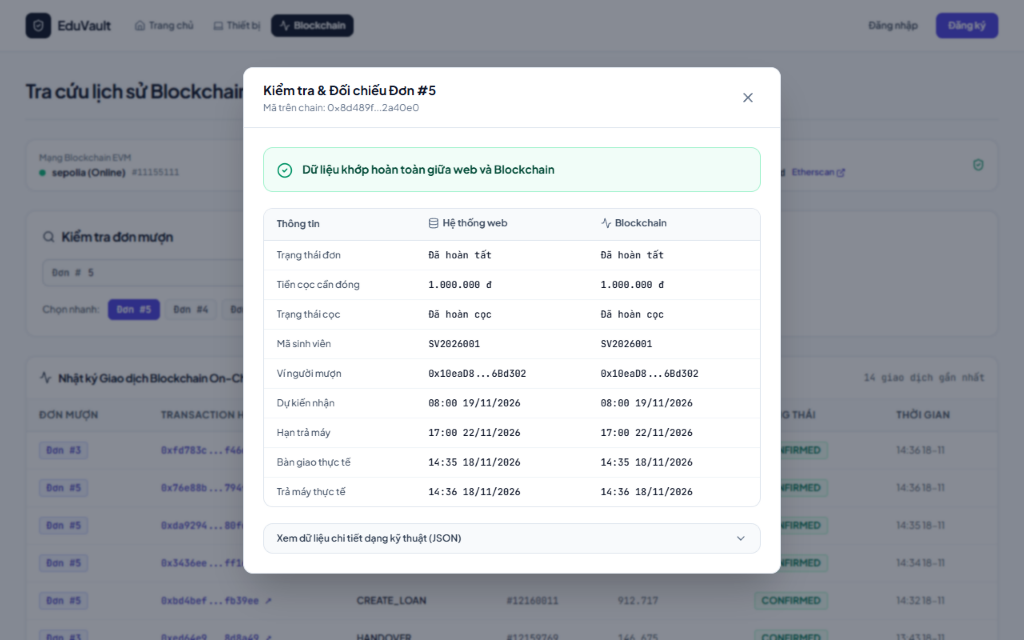 EduVault
Trang chủ
Thiết bị
Blockchain
Đăng nhập
Đăng ký
Tra cứu lịch sử Blockchain
Mạng Blockchain EVM
sepolia (Online) #11155111
Etherscan
Kiểm tra đơn mượn
Đơn # 5
Chọn nhanh: Đơn #5 Đơn #4
Kiểm tra & Đối chiếu Đơn #5
Mã trên chain: 0x8d489f...2a40e0
Dữ liệu khớp hoàn toàn giữa web và Blockchain
Thông tin Hệ thống web Blockchain
Trạng thái đơn Đã hoàn tất Đã hoàn tất
Tiền cọc cần đóng 1.000.000 đ 1.000.000 đ
Trạng thái cọc Đã hoàn cọc Đã hoàn cọc
Mã sinh viên SV2026001 SV2026001
Ví người mượn 0x10eaD8...6Bd302 0x10eaD8...6Bd302
Dự kiến nhận 08:00 19/11/2026 08:00 19/11/2026
Hạn trả máy 17:00 22/11/2026 17:00 22/11/2026
Bàn giao thực tế 14:35 18/11/2026 14:35 18/11/2026
Trả máy thực tế 14:36 18/11/2026 14:36 18/11/2026
Xem dữ liệu chi tiết dạng kỹ thuật (JSON)
Nhật ký Giao dịch Blockchain On-Ch
14 giao dịch gần nhất
ĐƠN MƯỢN TRANSACTION H THÁI THỜI GIAN
Đơn #3 0xfd783c...f46 FIRMED 14:36 18-11
Đơn #5 0x76e88b...794 FIRMED 14:36 18-11
Đơn #5 0xda9294...80f FIRMED 14:35 18-11
Đơn #5 0x3436ee...ff1 FIRMED 14:34 18-11
Đơn #5 0xbd4bef...fb39ee CREATE_LOAN #12160011 912.717 CONFIRMED 14:32 18-11
Đơn #3 0xed64e9...0d8a49 HANDOVER #12159769 146.675 CONFIRMED